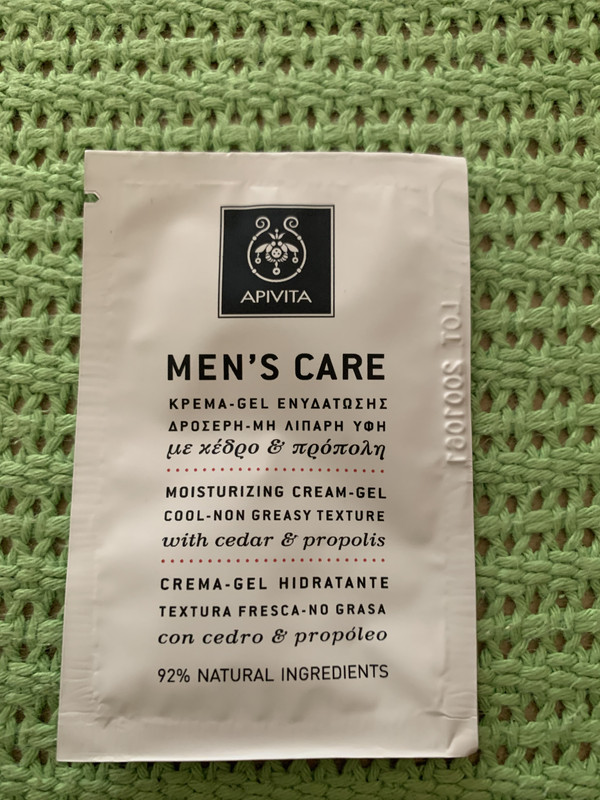 APIVITA
MEN'S CARE
ΚΡΕΜΑ-GEL ΕΝΥΔΑΤΩΣΗΣ
ΔΡΟΣΕΡΗ-ΜΗ ΛΙΠΑΡΗ ΥΦΗ
με κέδρο & πρόπολη
MOISTURIZING CREAM-GEL
COOL-NON GREASY TEXTURE
with cedar & propolis
CREMA-GEL HIDRATANTE
TEXTURA FRESCA-NO GRASA
con cedro & propóleo
92% NATURAL INGREDIENTS
LOT